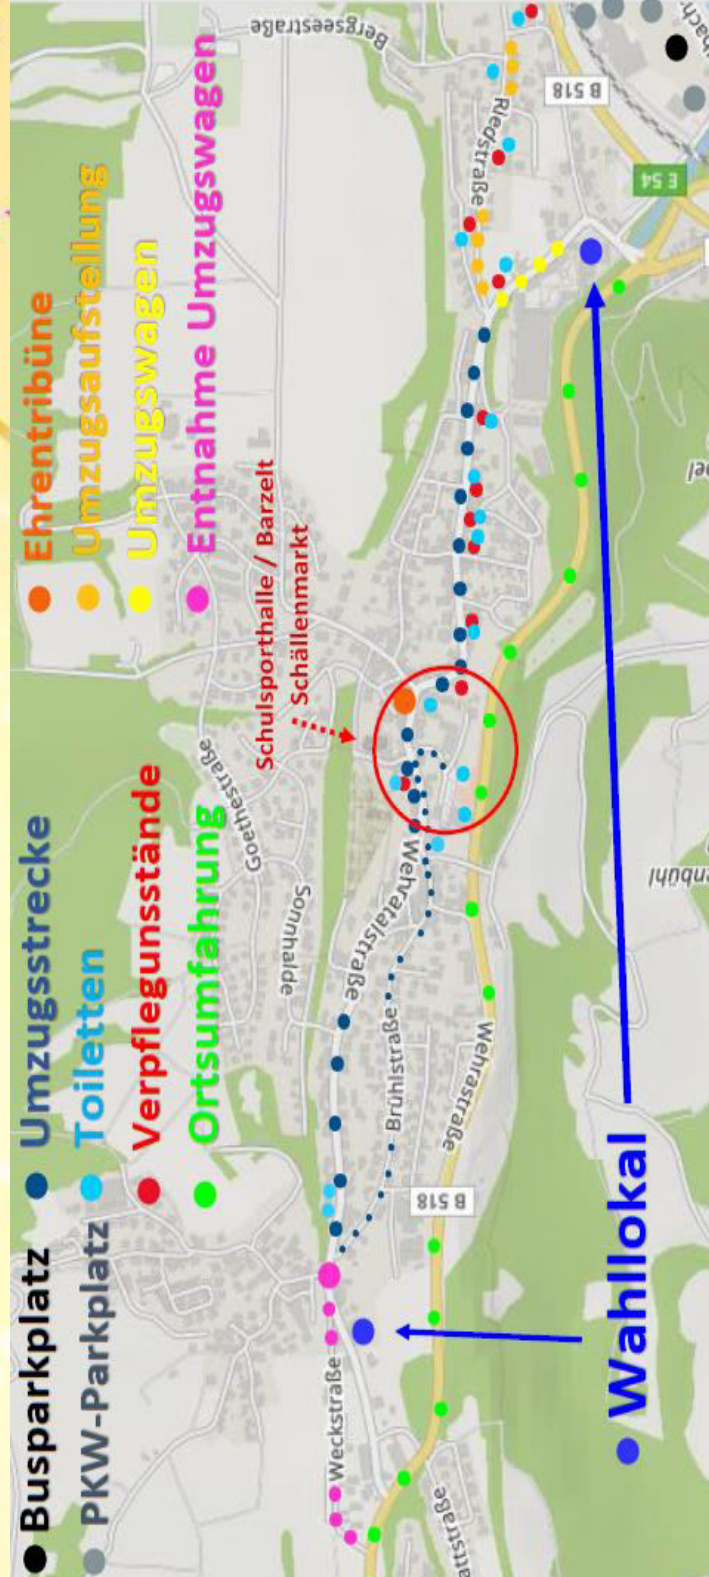 Busparkplatz
PKW-Parkplatz
Umzugsstrecke
Toiletten
Verpflegunsstände
Ortsumfahrung
Ehrentribüne
Umzugsaufstellung
Umzugswagen
Entnahme Umzugswagen
Schulsporthalle / Barzelt
Schällenmarkt
Bergseestraße
Goethestraße
Sonnhalde
Wehratalstraße
Brühlstraße
Wehrastraße
Weckstraße
Riedstraße
B 518
B 518
E 54
Wahllokal